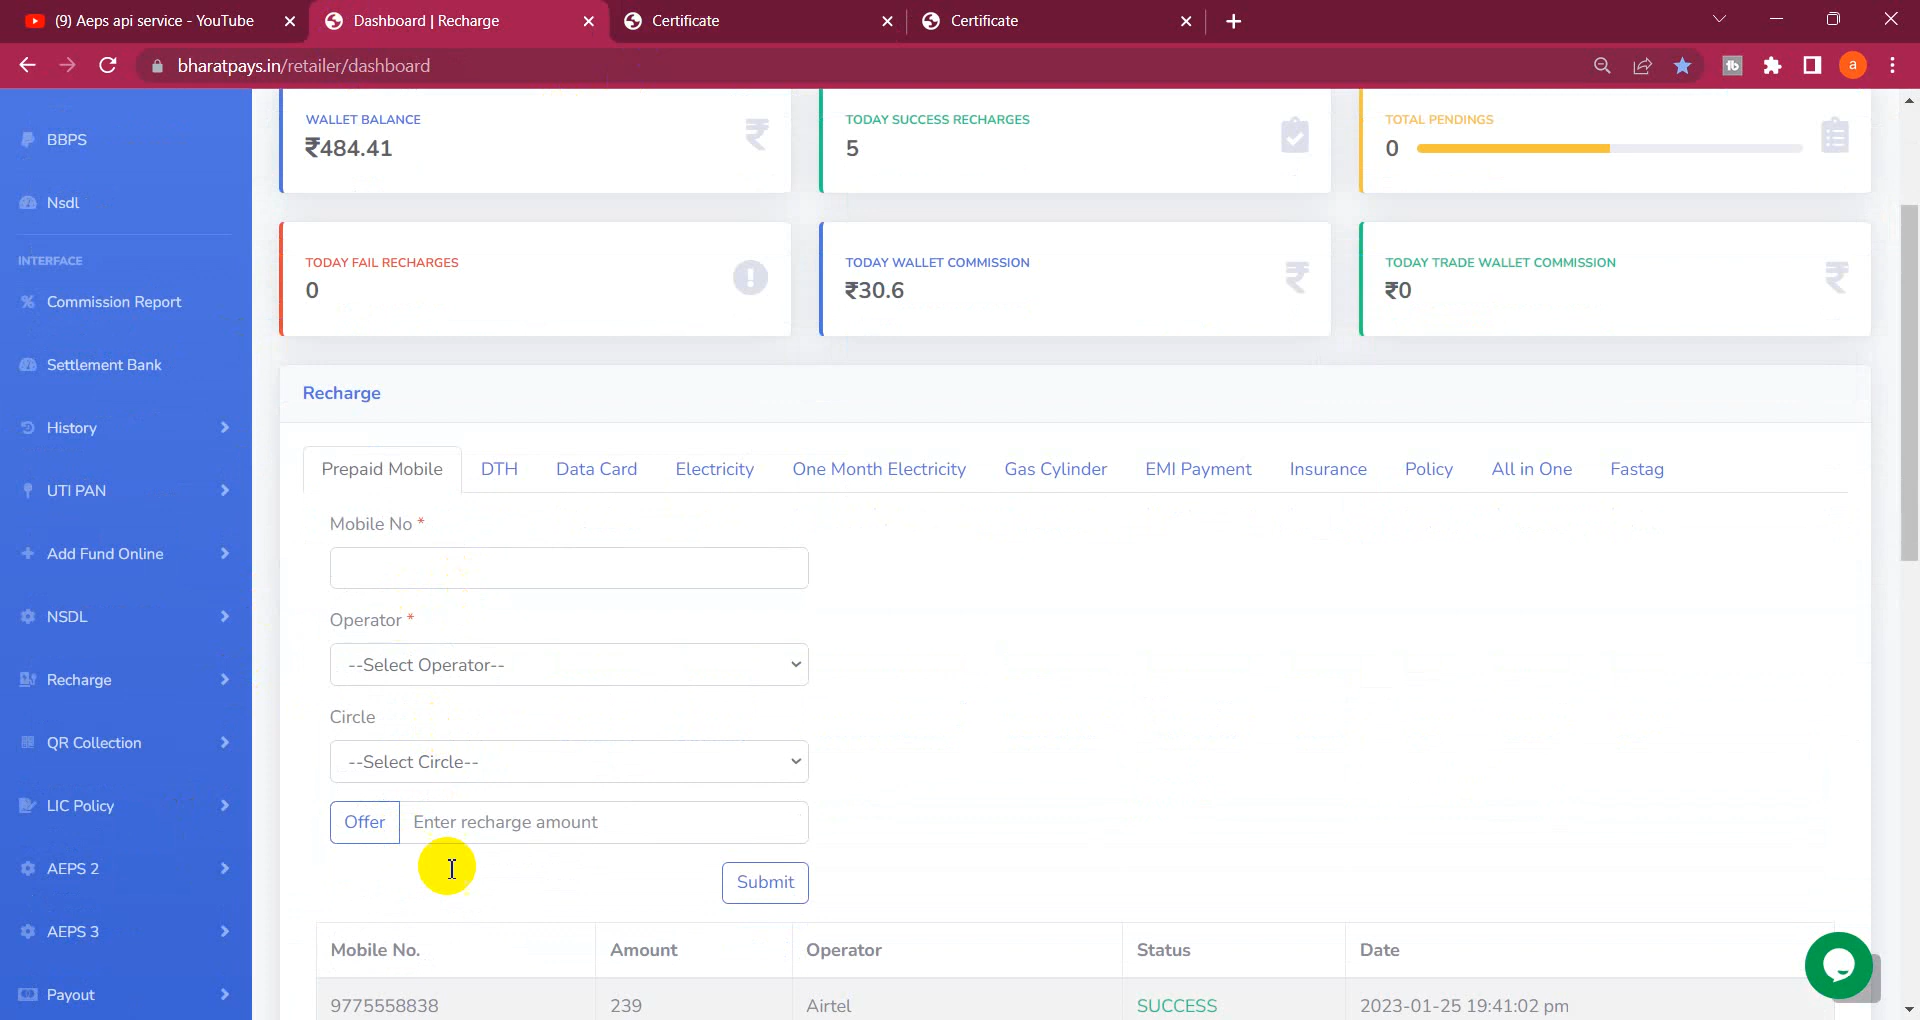 (9) Aeps api service - YouTube
Dashboard | Recharge
Certificate
Certificate
bharatpays.in/retailer/dashboard
a
BBPS
Nsdl
INTERFACE
Commission Report
Settlement Bank
History
UTI PAN
Add Fund Online
NSDL
Recharge
QR Collection
LIC Policy
AEPS 2
AEPS 3
Payout
WALLET BALANCE
₹484.41
TODAY SUCCESS RECHARGES
5
TOTAL PENDINGS
0
TODAY FAIL RECHARGES
0
TODAY WALLET COMMISSION
₹30.6
TODAY TRADE WALLET COMMISSION
₹0
Recharge
Prepaid Mobile DTH Data Card Electricity One Month Electricity Gas Cylinder EMI Payment Insurance Policy All in One Fastag
Mobile No *
Operator *
--Select Operator--
Circle
--Select Circle--
Offer Enter recharge amount
Submit
Mobile No. Amount Operator Status Date
9775558838 239 Airtel SUCCESS 2023-01-25 19:41:02 pm